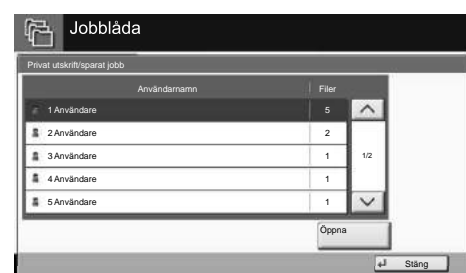 Jobblåda
Privat utskrift/sparat jobb
Användarnamn Filer
1 Användare 5
2 Användare 2
3 Användare 1
4 Användare 1
5 Användare 1
1/2
Öppna
Stäng